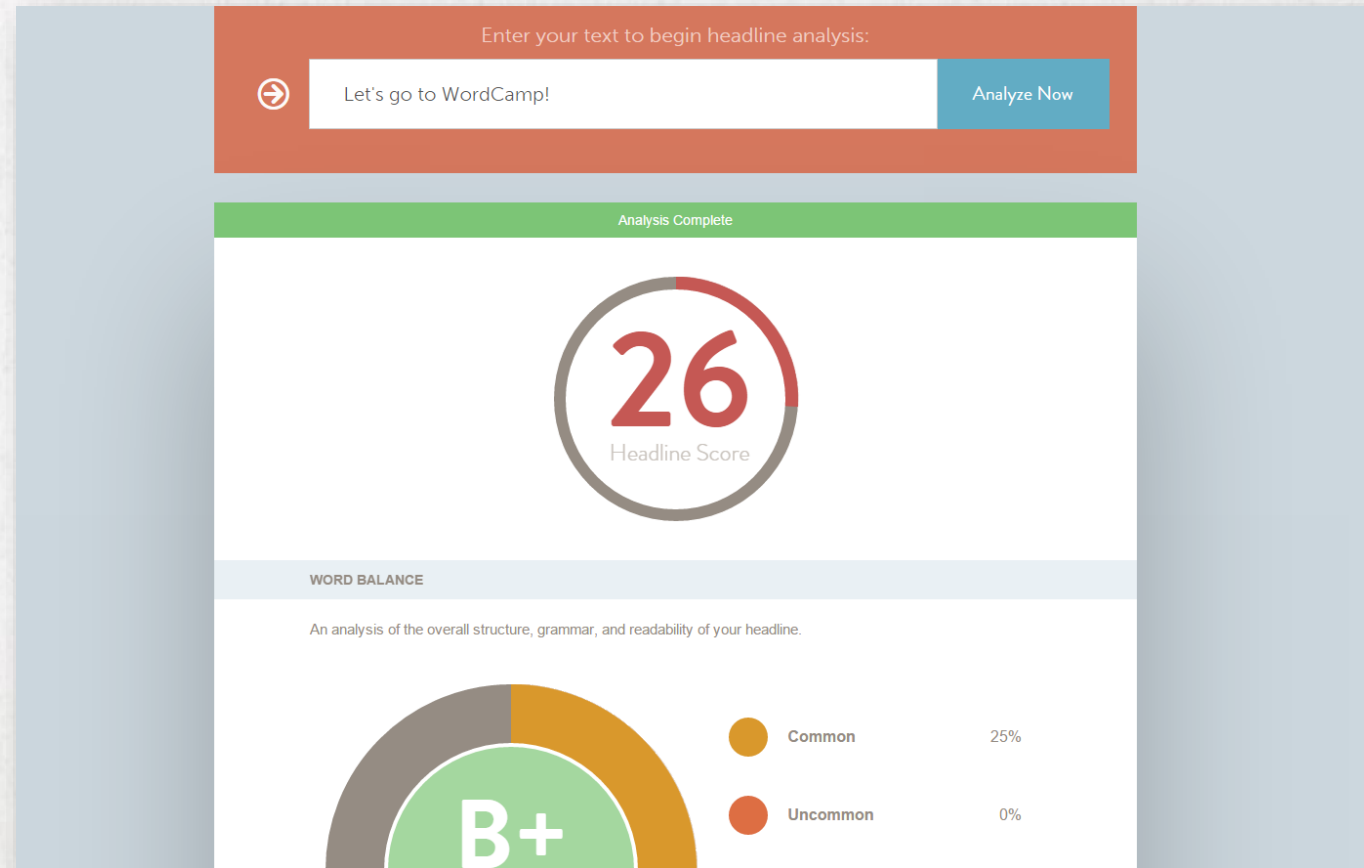 Enter your text to begin headline analysis:
Let's go to WordCamp!
Analyze Now
Analysis Complete
26
Headline Score
WORD BALANCE
An analysis of the overall structure, grammar, and readability of your headline.
B+
Common 25%
Uncommon 0%